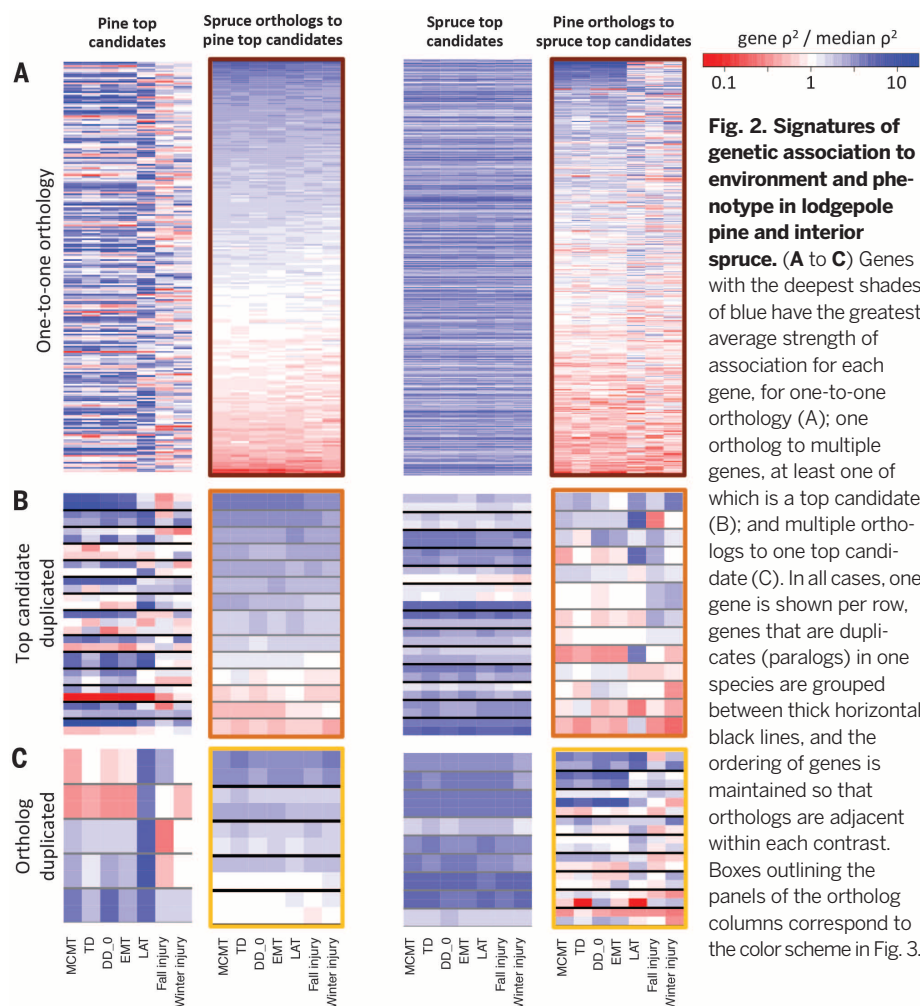 Pine top
candidates
Spruce orthologs to
pine top candidates
Spruce top
candidates
Pine orthologs to
spruce top candidates
gene ρ² / median ρ²
0.1
1
10
A
One-to-one orthology
B
Top candidate
duplicated
C
Ortholog
duplicated
MCMT
TD
DD_0
EMT
LAT
Fall injury
Winter injury
MCMT
TD
DD_0
EMT
LAT
Fall injury
Winter injury
MCMT
TD
DD_0
EMT
LAT
Fall injury
Winter injury
MCMT
TD
DD_0
EMT
LAT
Fall injury
Winter injury
Fig. 2. Signatures of
genetic association to
environment and phe-
notype in lodgepole
pine and interior
spruce. (A to C) Genes
with the deepest shades
of blue have the greatest
average strength of
association for each
gene, for one-to-one
orthology (A); one
ortholog to multiple
genes, at least one of
which is a top candidate
(B); and multiple ortho-
logs to one top candi-
date (C). In all cases, one
gene is shown per row,
genes that are dupli-
cates (paralogs) in one
species are grouped
between thick horizontal
black lines, and the
ordering of genes is
maintained so that
orthologs are adjacent
within each contrast.
Boxes outlining the
panels of the ortholog
columns correspond to
the color scheme in Fig. 3.